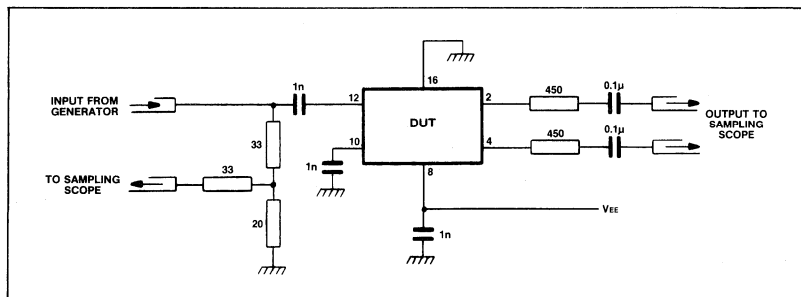 16
1n
0.1µ
INPUT FROM
GENERATOR
12
2
450
OUTPUT TO
SAMPLING
SCOPE
DUT
0.1µ
33
10
4
450
1n
8
TO SAMPLING
SCOPE
33
20
VEE
1n